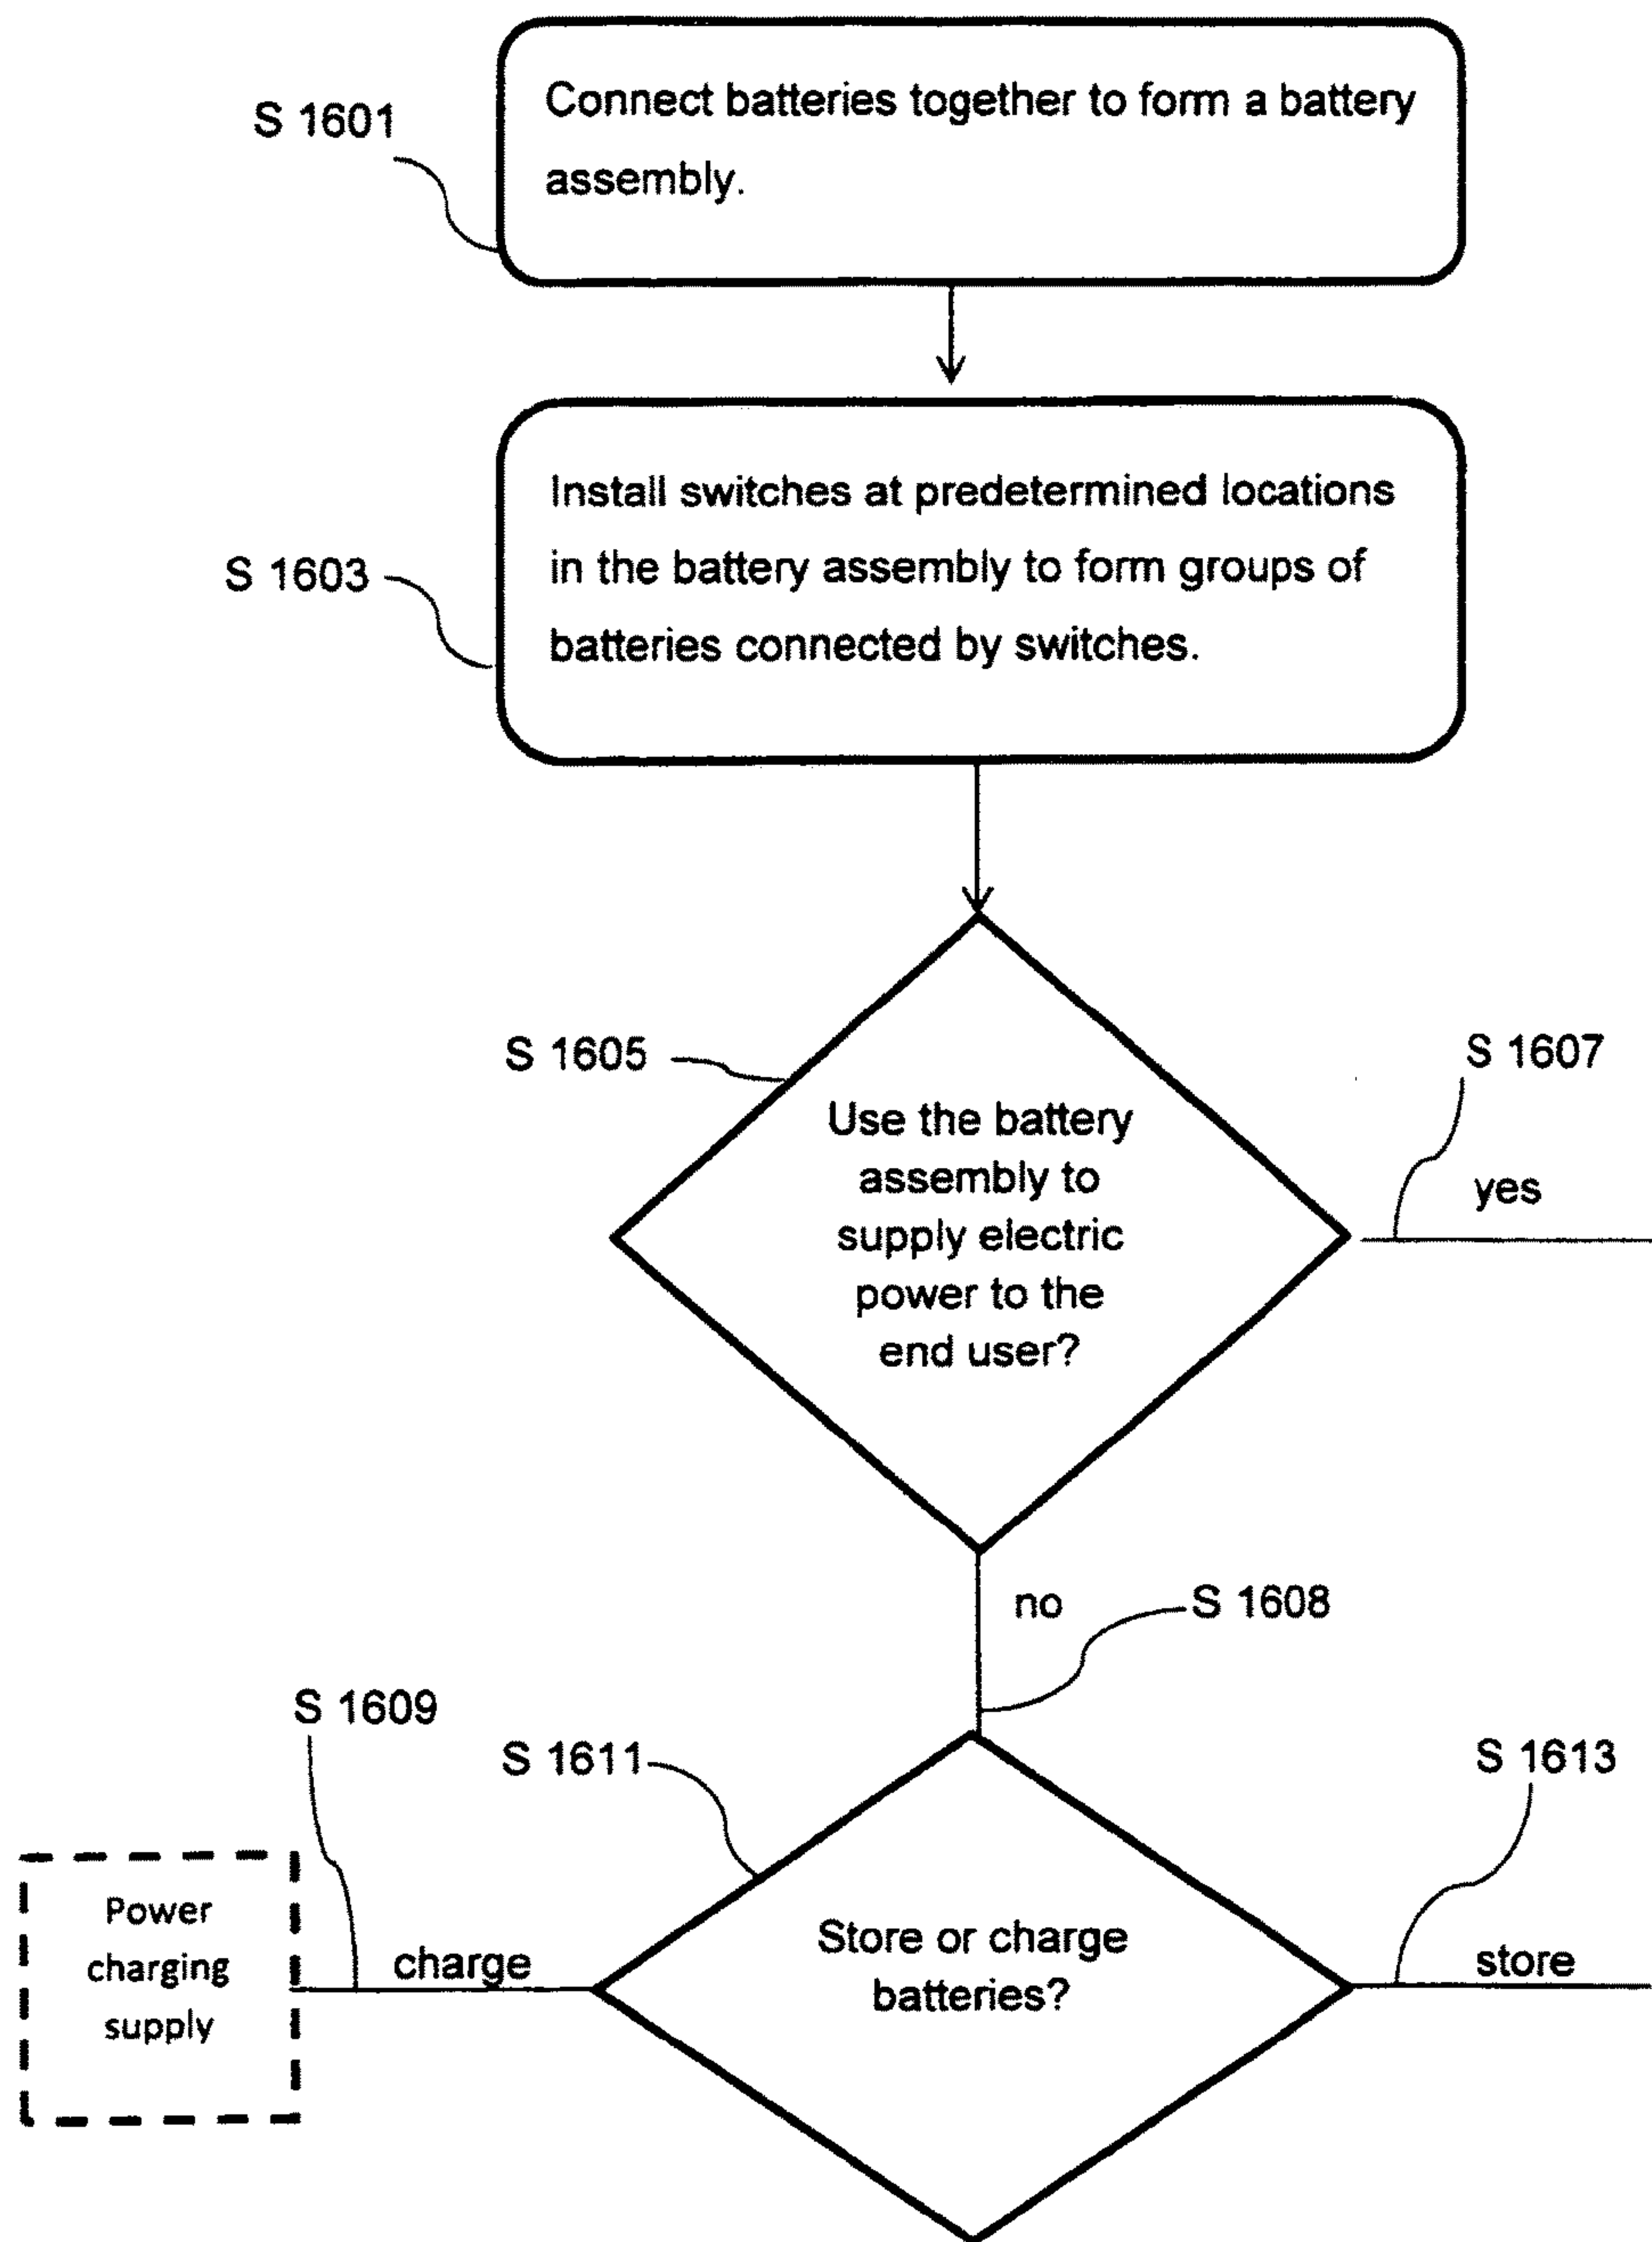 S 1601
Connect batteries together to form a battery
assembly.
S 1603
Install switches at predetermined locations
in the battery assembly to form groups of
batteries connected by switches.
S 1605
Use the battery
assembly to
supply electric
power to the
end user?
S 1607
yes
no
S 1608
S 1609
S 1611
S 1613
Power
charging
supply
charge
Store or charge
batteries?
store